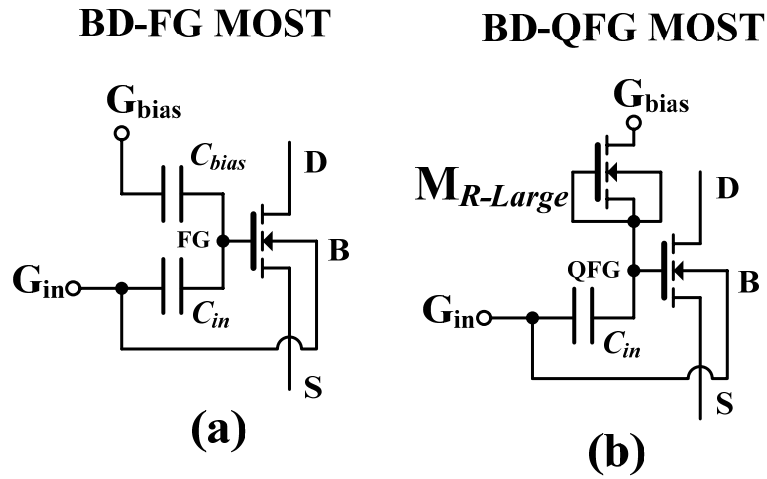 BD-FG MOST
BD-QFG MOST
Gbias
Cbias
D
FG
B
Gin
Cin
S
(a)
Gbias
MR-Large
D
QFG
B
Gin
Cin
S
(b)